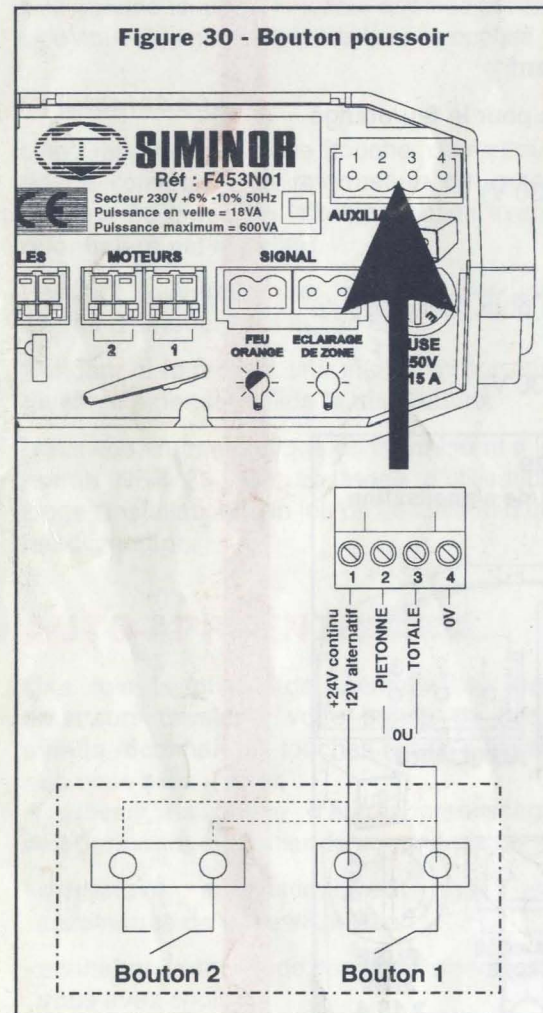 Figure 30 - Bouton poussoir
SIMINOR
Réf : F453N01
Secteur 230V +6% -10% 50Hz
Puissance en veille = 18VA
Puissance maximum = 600VA
CE
1 2 3 4
AUXILIA
LES
MOTEURS
SIGNAL
2
1
FEU
ORANGE
ECLAIRAGE
DE ZONE
USE
50V
15 A
1 2 3 4
+24V continu
12V alternatif
PIETONNE
TOTALE
0V
OU
Bouton 2
Bouton 1